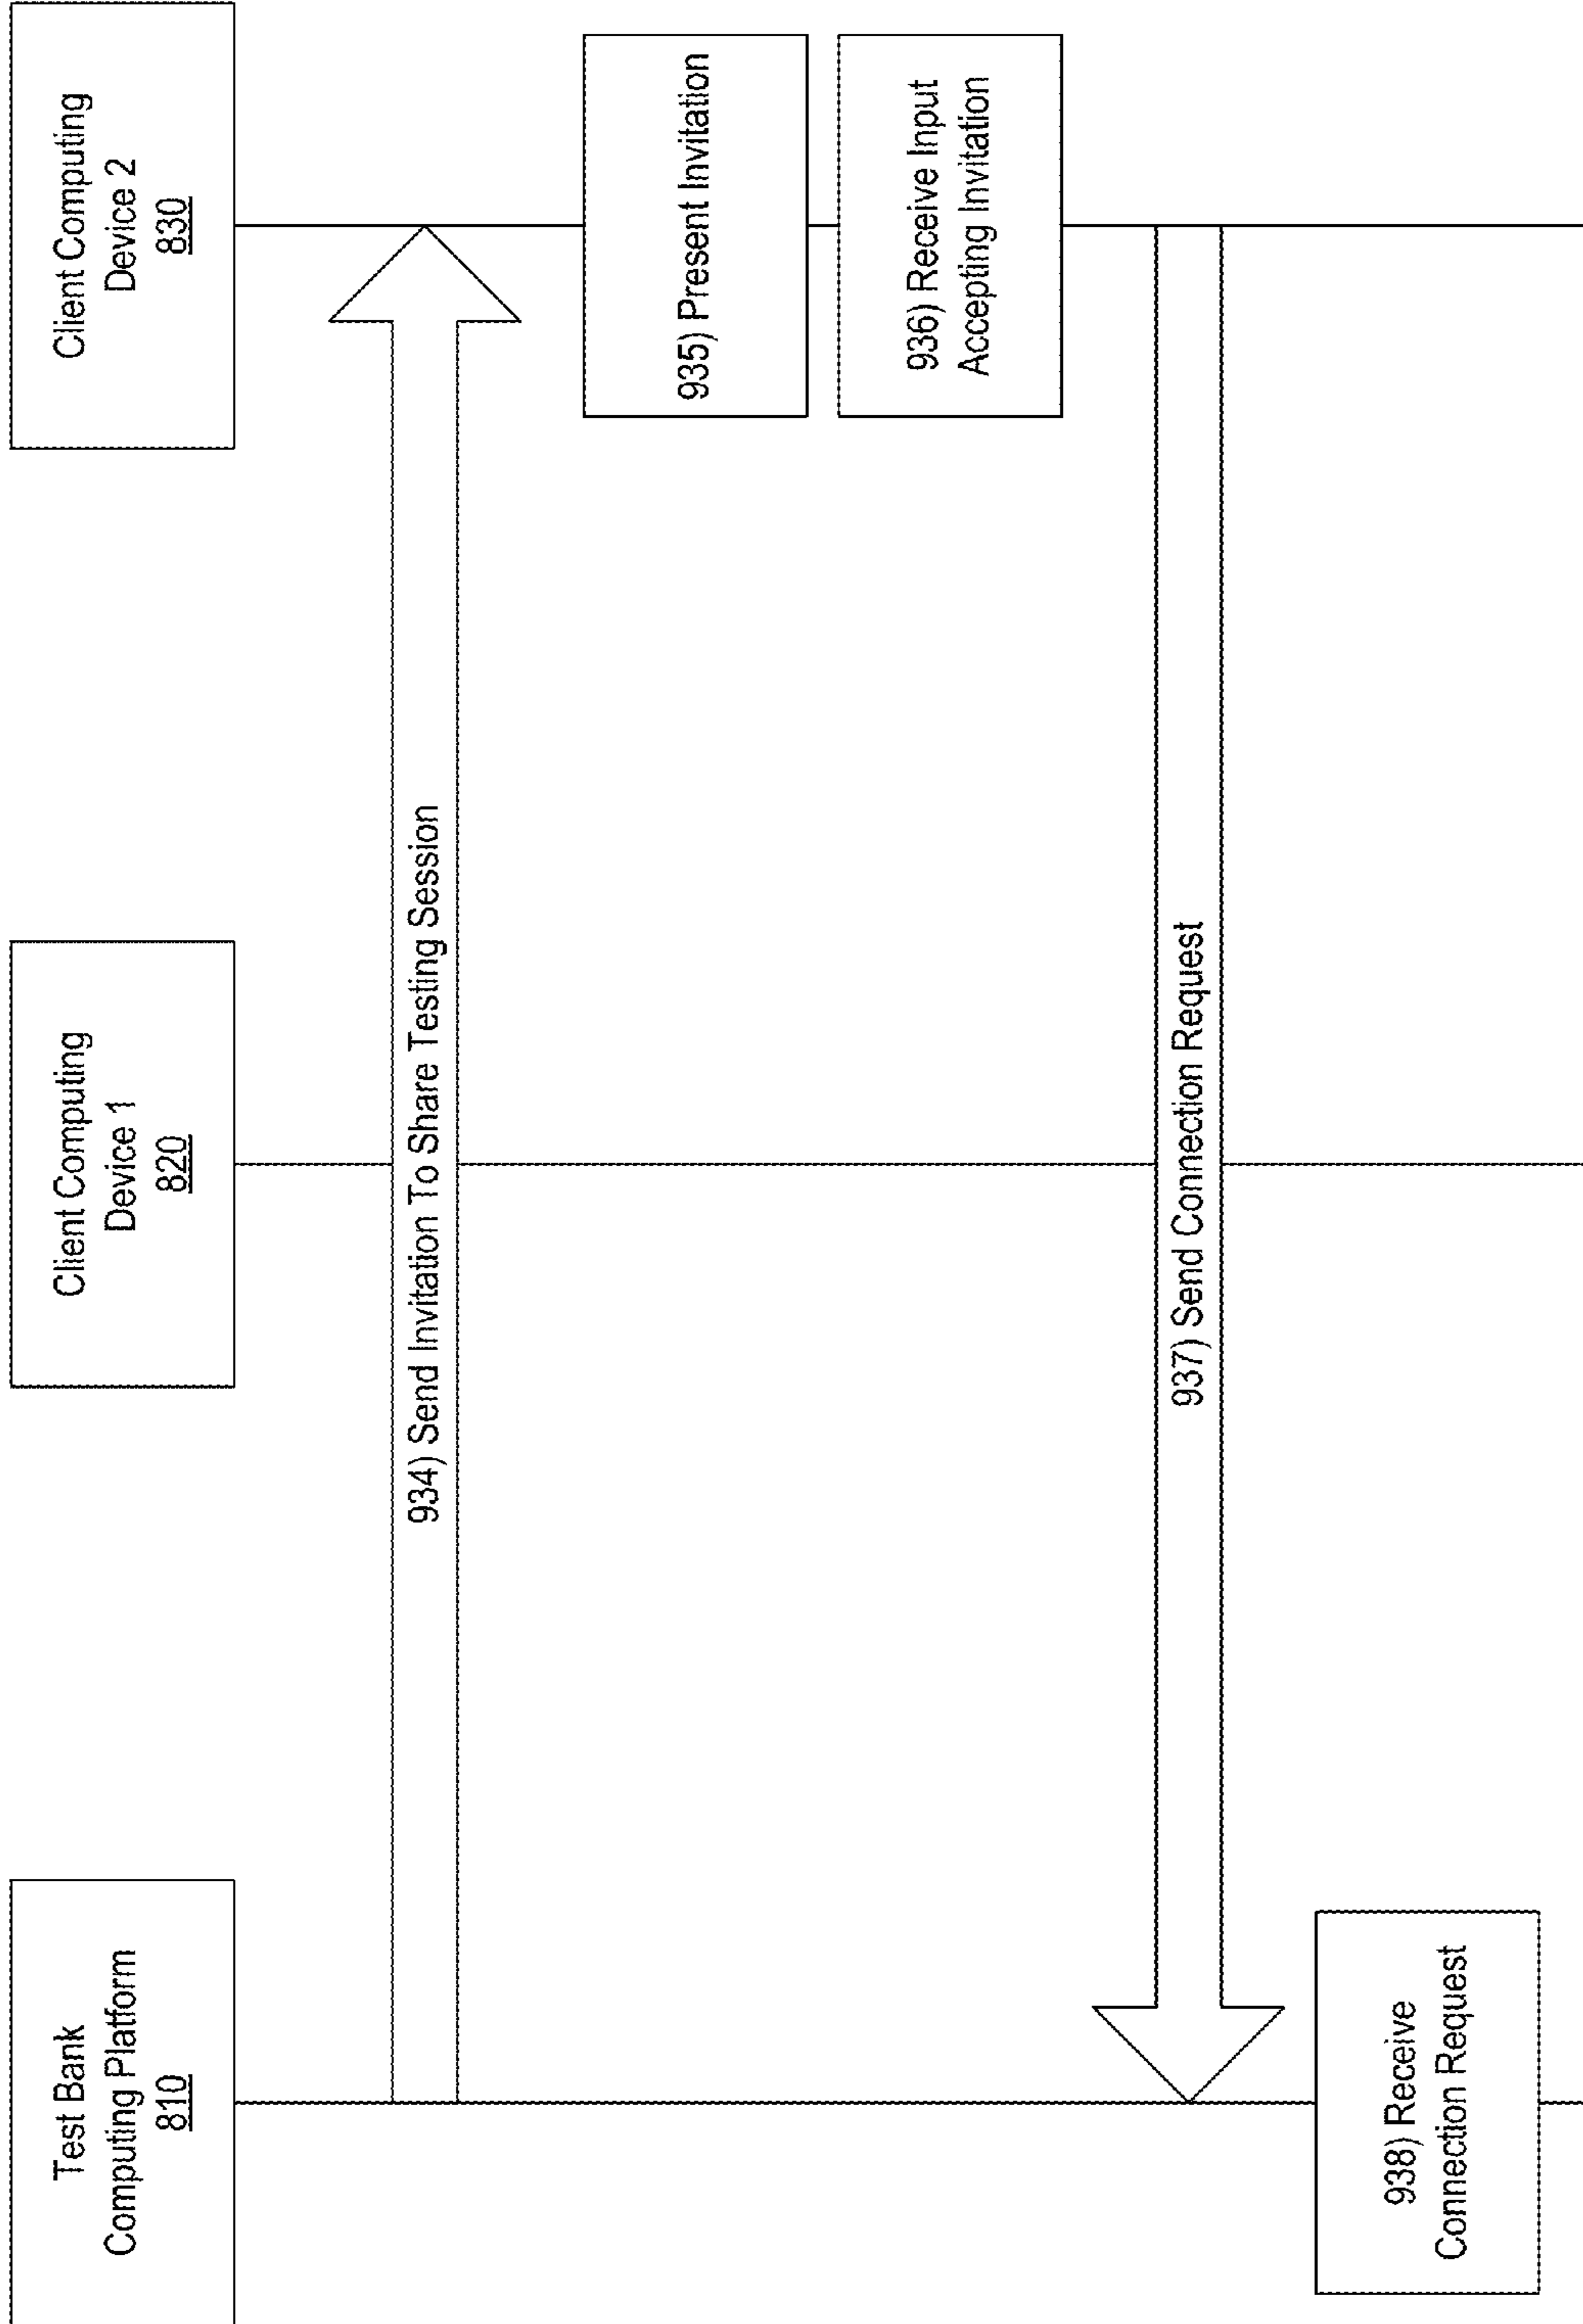 Test Bank
Computing Platform
810
Client Computing
Device 1
820
Client Computing
Device 2
830
934) Send Invitation To Share Testing Session
935) Present Invitation
936) Receive Input
Accepting Invitation
937) Send Connection Request
938) Receive
Connection Request